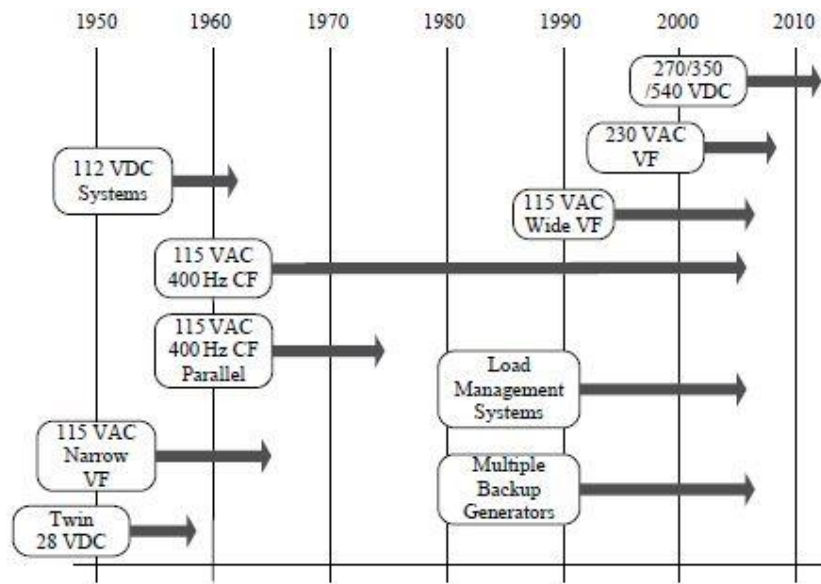 1950 1960 1970 1980 1990 2000 2010
270/350
/540 VDC
230 VAC
VF
112 VDC
Systems
115 VAC
Wide VF
115 VAC
400 Hz CF
115 VAC
400 Hz CF
Parallel
Load
Management
Systems
115 VAC
Narrow
VF
Multiple
Backup
Generators
Twin
28 VDC